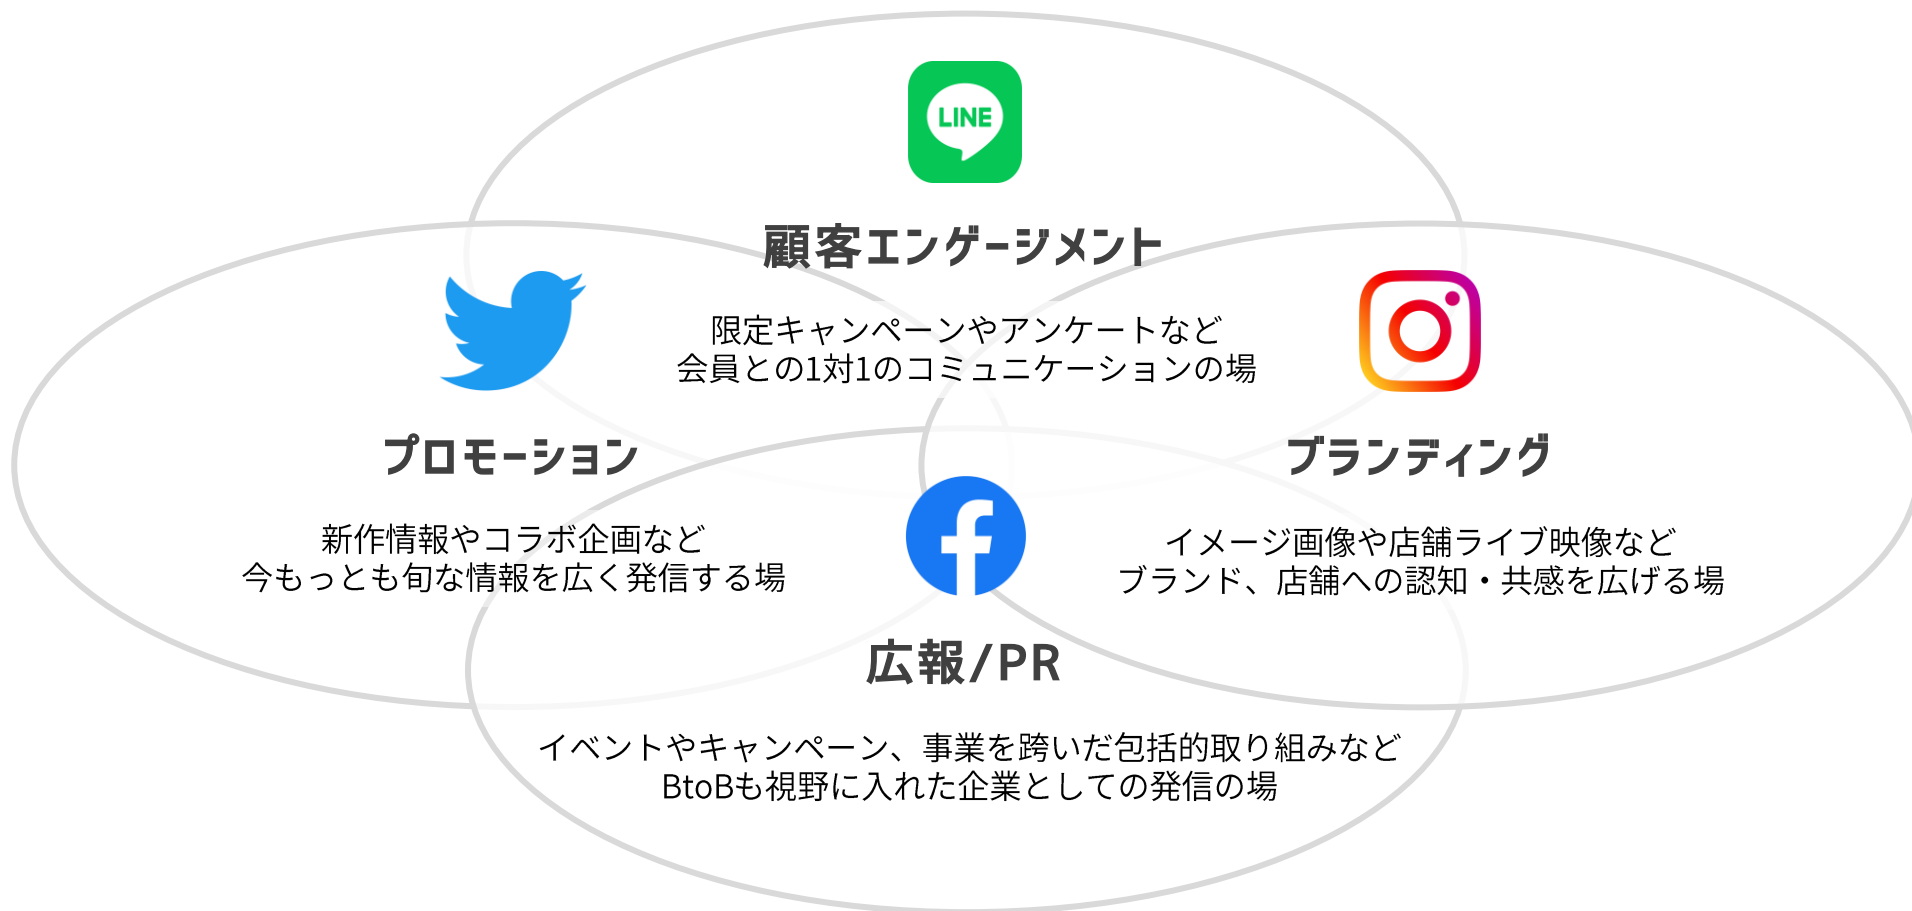 LINE
顧客エンゲージメント
限定キャンペーンやアンケートなど
会員との1対1のコミュニケーションの場
プロモーション
新作情報やコラボ企画など
今もっとも旬な情報を広く発信する場
ブランディング
イメージ画像や店舗ライブ映像など
ブランド、店舗への認知・共感を広げる場
広報/PR
イベントやキャンペーン、事業を跨いだ包括的取り組みなど
BtoBも視野に入れた企業としての発信の場